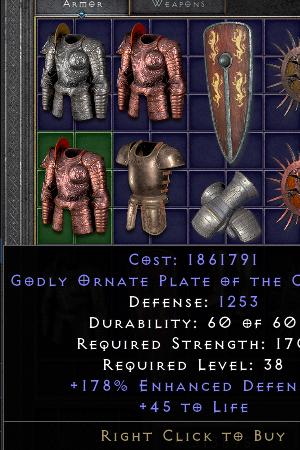 Armor Weapons
Cost: 1861791
Godly Ornate Plate of the
Defense: 1253
Durability: 60 of 60
Required Strength:
Required Level: 38
+178% Enhanced
+45 to Life
Right Click to Buy